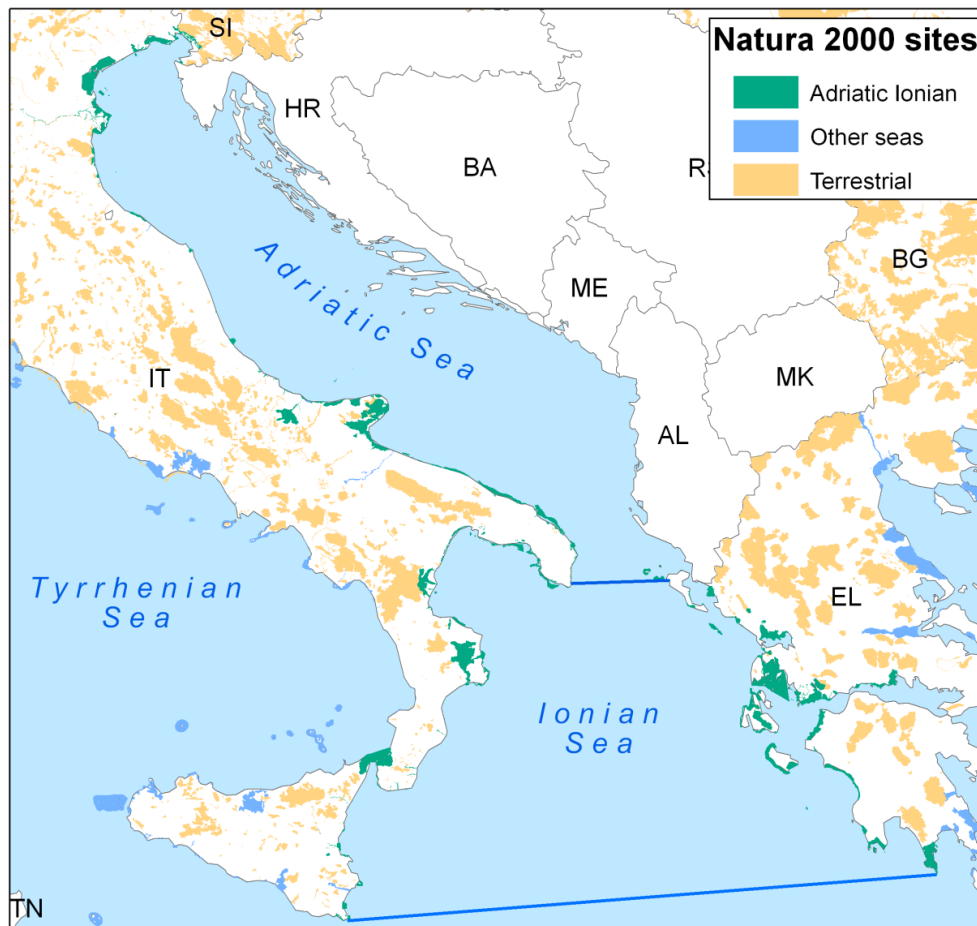 SI
Natura 2000 sites
Adriatic Ionian
Other seas
Terrestrial
HR
BA
BG
ME
Adriatic Sea
IT
MK
AL
Tyrrhenian
Sea
EL
Ionian
Sea
TN